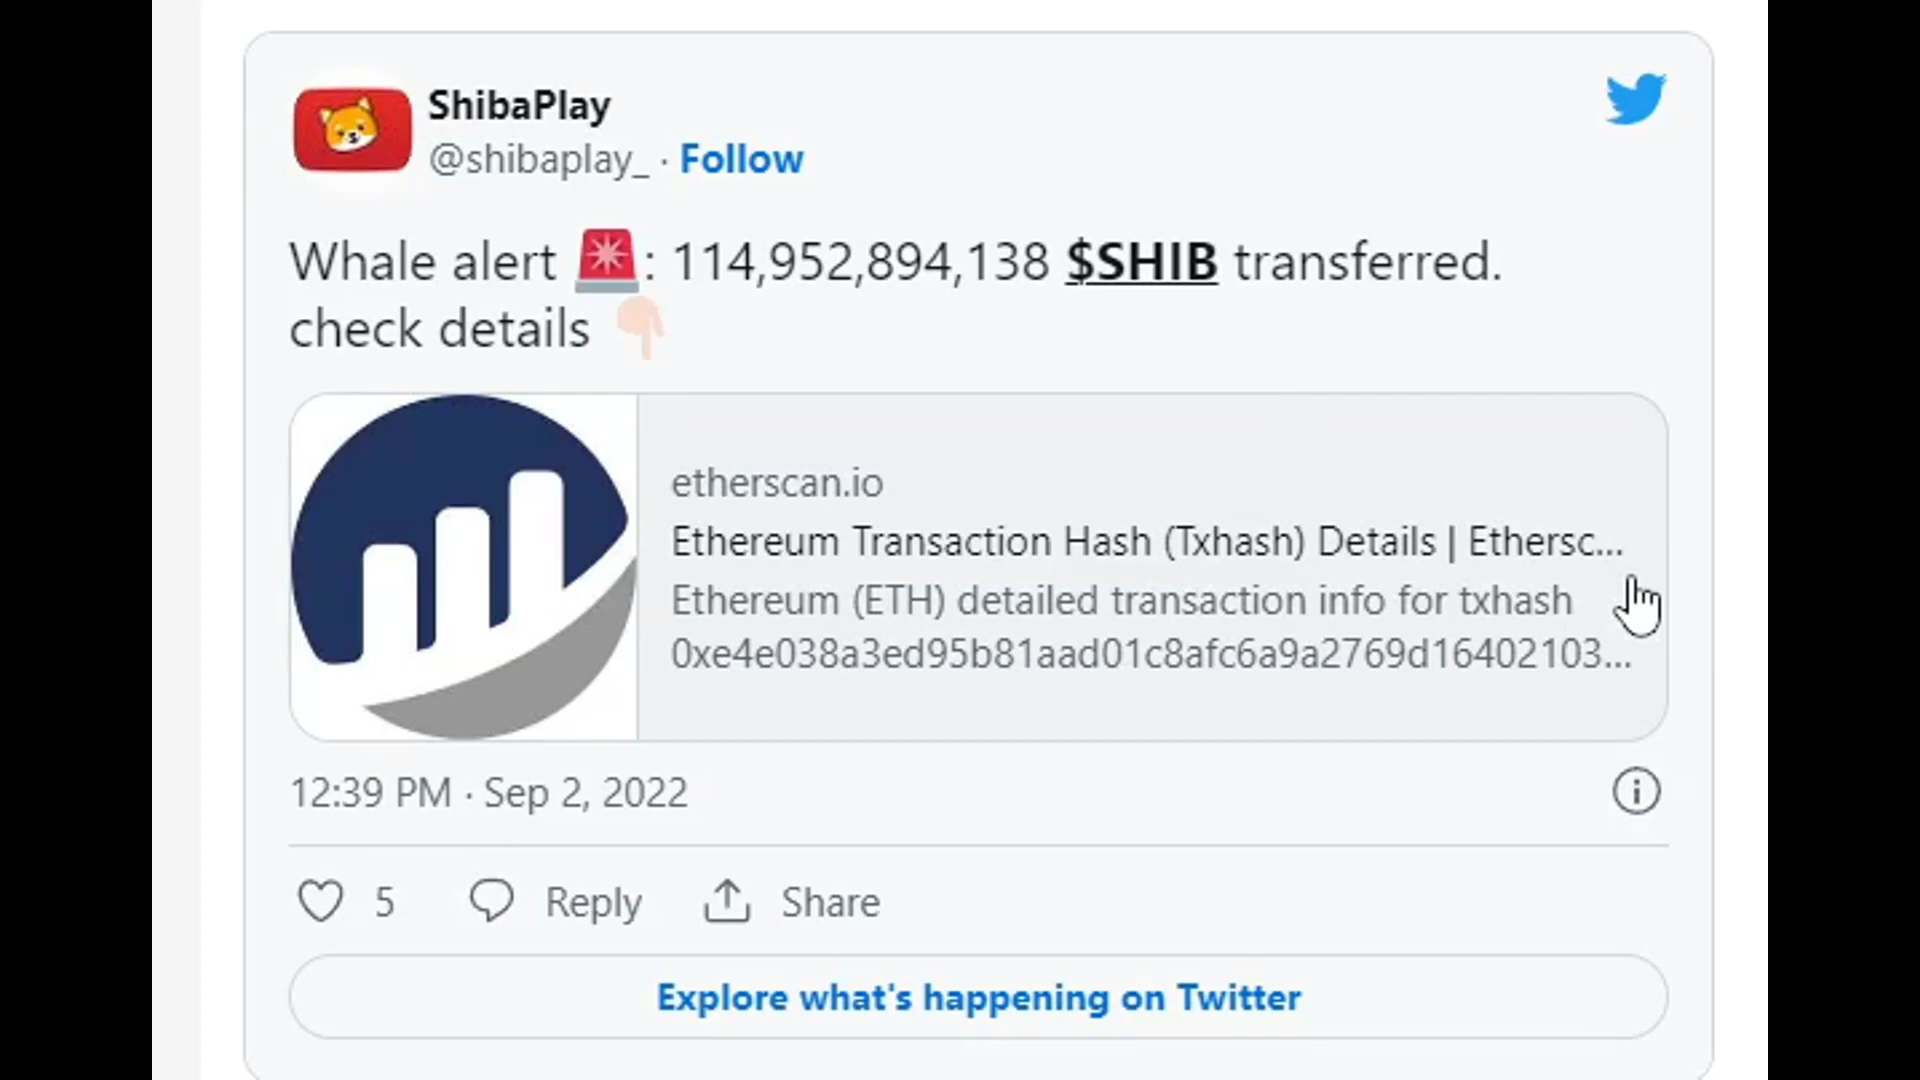 ShibaPlay
@shibaplay_ · Follow
Whale alert 🚨: 114,952,894,138 $SHIB transferred.
check details 👇🏻
etherscan.io
Ethereum Transaction Hash (Txhash) Details | Ethersc...
Ethereum (ETH) detailed transaction info for txhash
0xe4e038a3ed95b81aad01c8afc6a9a2769d16402103...
12:39 PM · Sep 2, 2022
5 Reply Share
Explore what's happening on Twitter